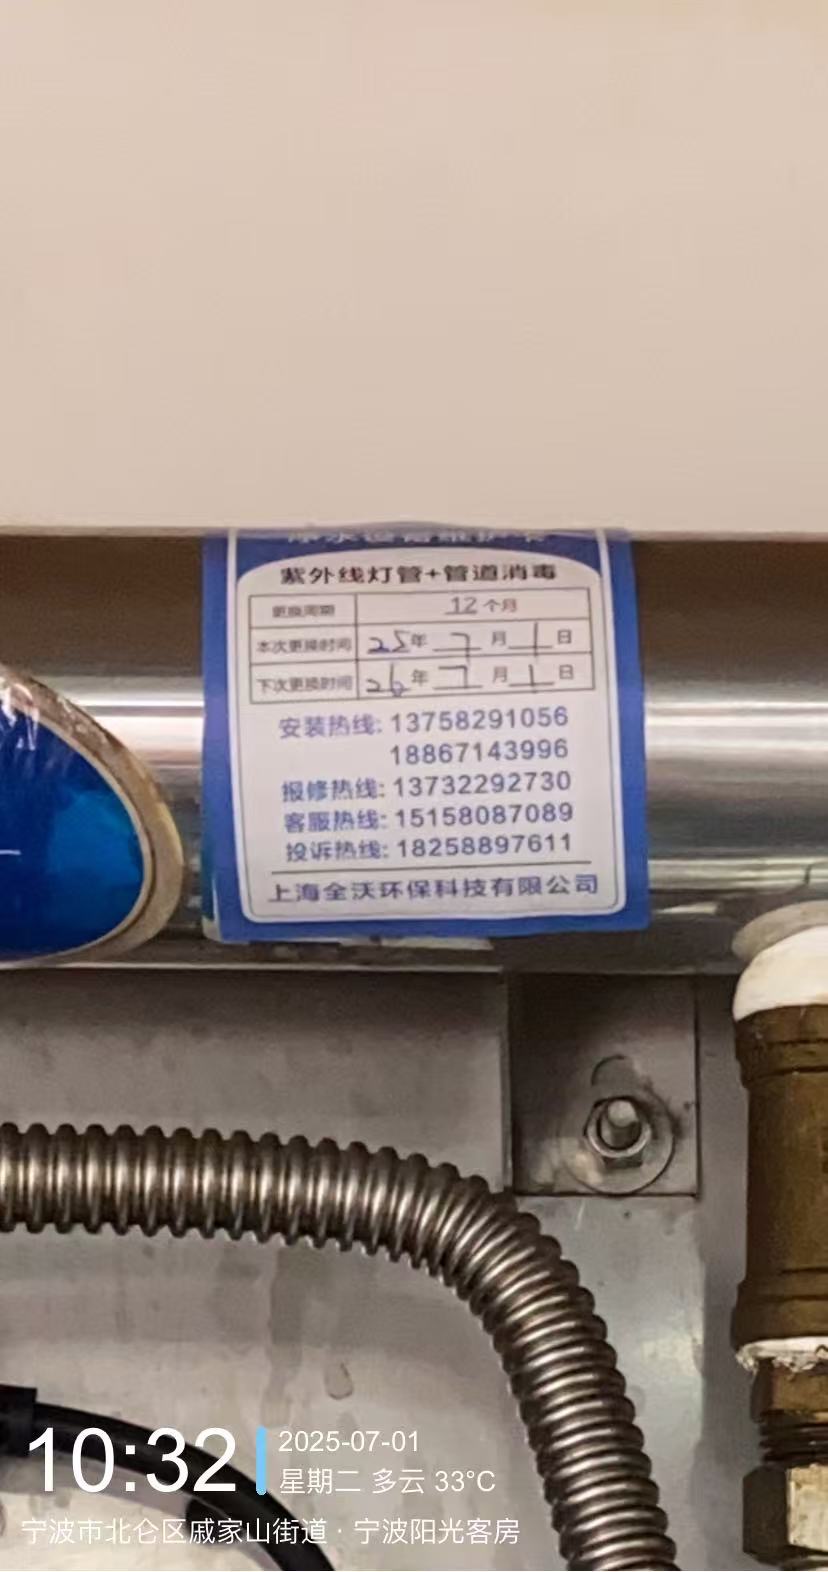 紫外线灯管+管道消毒
更换周期 12个月
本次更换时间 25年 7月 1日
下次更换时间 26年 7月 1日
安装热线: 13758291056
18867143996
报修热线: 13732292730
客服热线: 15158087089
投诉热线: 18258897611
上海全沃环保科技有限公司
10:32
2025-07-01
星期二 多云 33°C
宁波市北仑区戚家山街道 · 宁波阳光客房